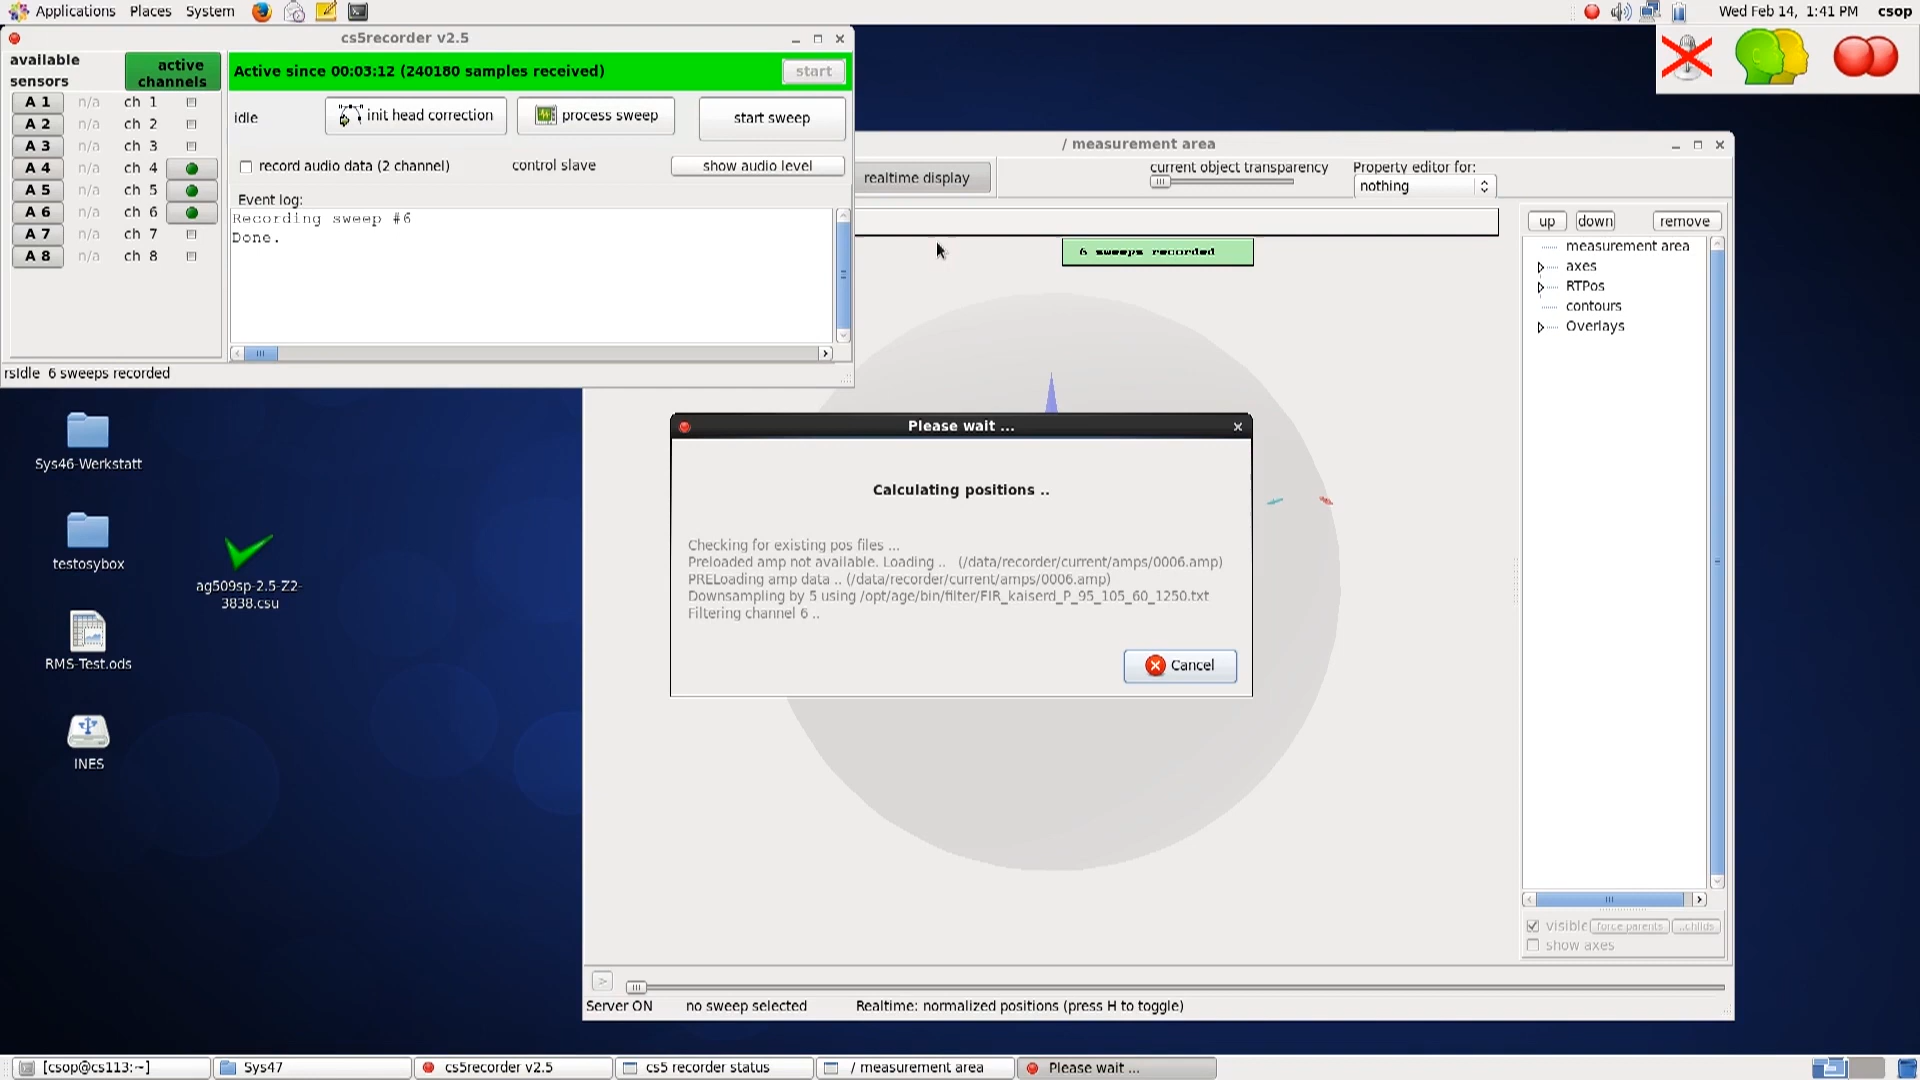 Applications Places System
Wed Feb 14, 1:41 PM csop
cs5recorder v2.5
available sensors
active channels
Active since 00:03:12 (240180 samples received)
start
A 1 n/a ch 1
A 2 n/a ch 2
A 3 n/a ch 3
A 4 n/a ch 4
A 5 n/a ch 5
A 6 n/a ch 6
A 7 n/a ch 7
A 8 n/a ch 8
idle
init head correction
process sweep
start sweep
record audio data (2 channel)
control slave
show audio level
Event log:
Recording sweep #6
Done.
rsIdle 6 sweeps recorded
/ measurement area
realtime display
current object transparency
Property editor for:
nothing
6 sweeps recorded
up down remove
measurement area
axes
RTPos
contours
Overlays
visible force parents ..childs
show axes
Please wait ...
Calculating positions ..
Checking for existing pos files ...
Preloaded amp not available. Loading .. (/data/recorder/current/amps/0006.amp)
PRELoading amp data .. (/data/recorder/current/amps/0006.amp)
Downsampling by 5 using /opt/age/bin/filter/FIR_kaiserd_P_95_105_60_1250.txt
Filtering channel 6 ..
Cancel
Sys46-Werkstatt
testosybox
ag509sp-2.5-Z2-
3838.csu
RMS-Test.ods
INES
>
Server ON no sweep selected Realtime: normalized positions (press H to toggle)
[csop@cs113:~] Sys47 cs5recorder v2.5 cs5 recorder status / measurement area Please wait ...